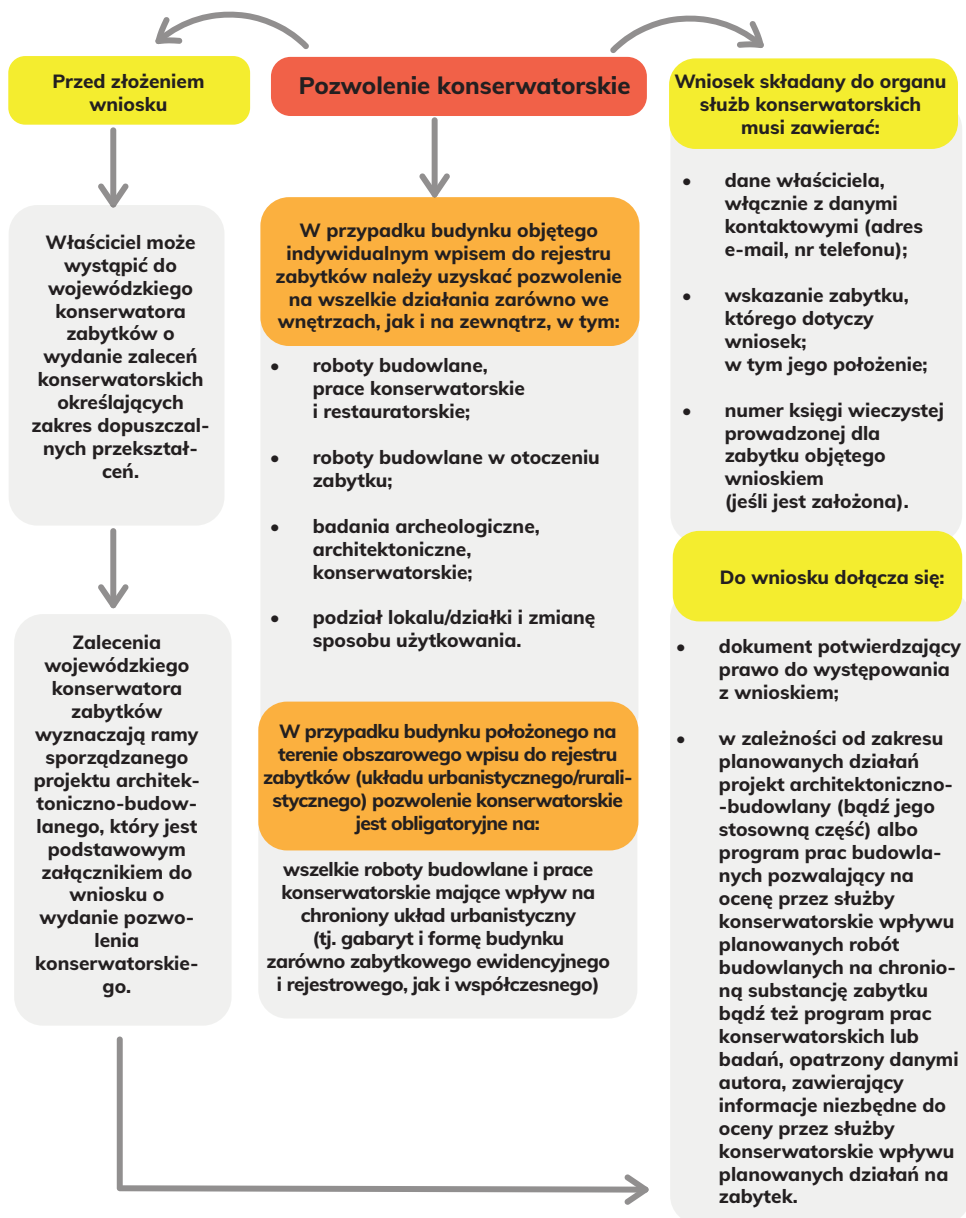 Przed złożeniem
wniosku
Właściciel może
wystąpić do
wojewódzkiego
konserwatora
zabytków o
wydanie zaleceń
konserwatorskich
określających
zakres dopuszczal-
nych przekształ-
ceń.
Zalecenia
wojewódzkiego
konserwatora
zabytków
wyznaczają ramy
sporządzanego
projektu architek-
toniczno-budow-
lanego, który jest
podstawowym
załącznikiem do
wniosku o
wydanie pozwo-
lenia
konserwatorskie-
go.
Pozwolenie konserwatorskie
W przypadku budynku objętego
indywidualnym wpisem do rejestru
zabytków należy uzyskać pozwolenie
na wszelkie działania zarówno we
wnętrzach, jak i na zewnątrz, w tym:
• roboty budowlane,
prace konserwatorskie
i restauratorskie;
• roboty budowlane w otoczeniu
zabytku;
• badania archeologiczne,
architektoniczne,
konserwatorskie;
• podział lokalu/działki i zmianę
sposobu użytkowania.
W przypadku budynku położonego na
terenie obszarowego wpisu do rejestru
zabytków (układu urbanistycznego/rurali-
stycznego) pozwolenie konserwatorskie
jest obligatoryjne na:
wszelkie roboty budowlane i prace
konserwatorskie mające wpływ na
chroniony układ urbanistyczny
(tj. gabaryt i formę budynku
zarówno zabytkowego ewidencyjnego
i rejestrowego, jak i współczesnego)
Wniosek składany do organu
służb konserwatorskich
musi zawierać:
• dane właściciela,
włącznie z danymi
kontaktowymi (adres
e-mail, nr telefonu);
• wskazanie zabytku,
którego dotyczy
wniosek;
w tym jego położenie;
• numer księgi wieczystej
prowadzonej dla
zabytku objętego
wnioskiem
(jeśli jest założona).
Do wniosku dołącza się:
• dokument potwierdzający
prawo do występowania
z wnioskiem;
• w zależności od zakresu
planowanych działań
projekt architektoniczno-
-budowlany (bądź jego
stosowną część) albo
program prac budowla-
nych pozwalający na
ocenę przez służby
konserwatorskie wpływu
planowanych robót
budowlanych na chronio-
ną substancję zabytku
bądź też program prac
konserwatorskich lub
badań, opatrzony danymi
autora, zawierający
informacje niezbędne do
oceny przez służby
konserwatorskie wpływu
planowanych działań na
zabytek.